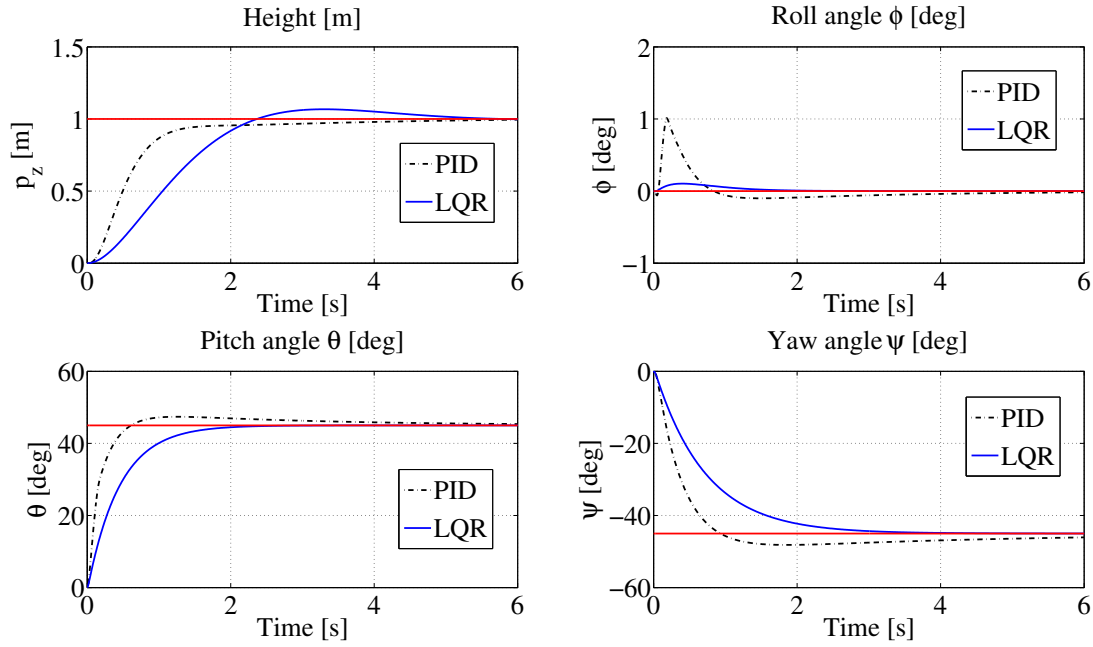 Height [m]
1.5
1
0.5
0
p_z [m]
PID
LQR
0 2 4 6
Time [s]
Roll angle ϕ [deg]
2
1
0
−1
ϕ [deg]
PID
LQR
0 2 4 6
Time [s]
Pitch angle θ [deg]
60
40
20
0
θ [deg]
PID
LQR
0 2 4 6
Time [s]
Yaw angle ψ [deg]
0
−20
−40
−60
ψ [deg]
PID
LQR
0 2 4 6
Time [s]